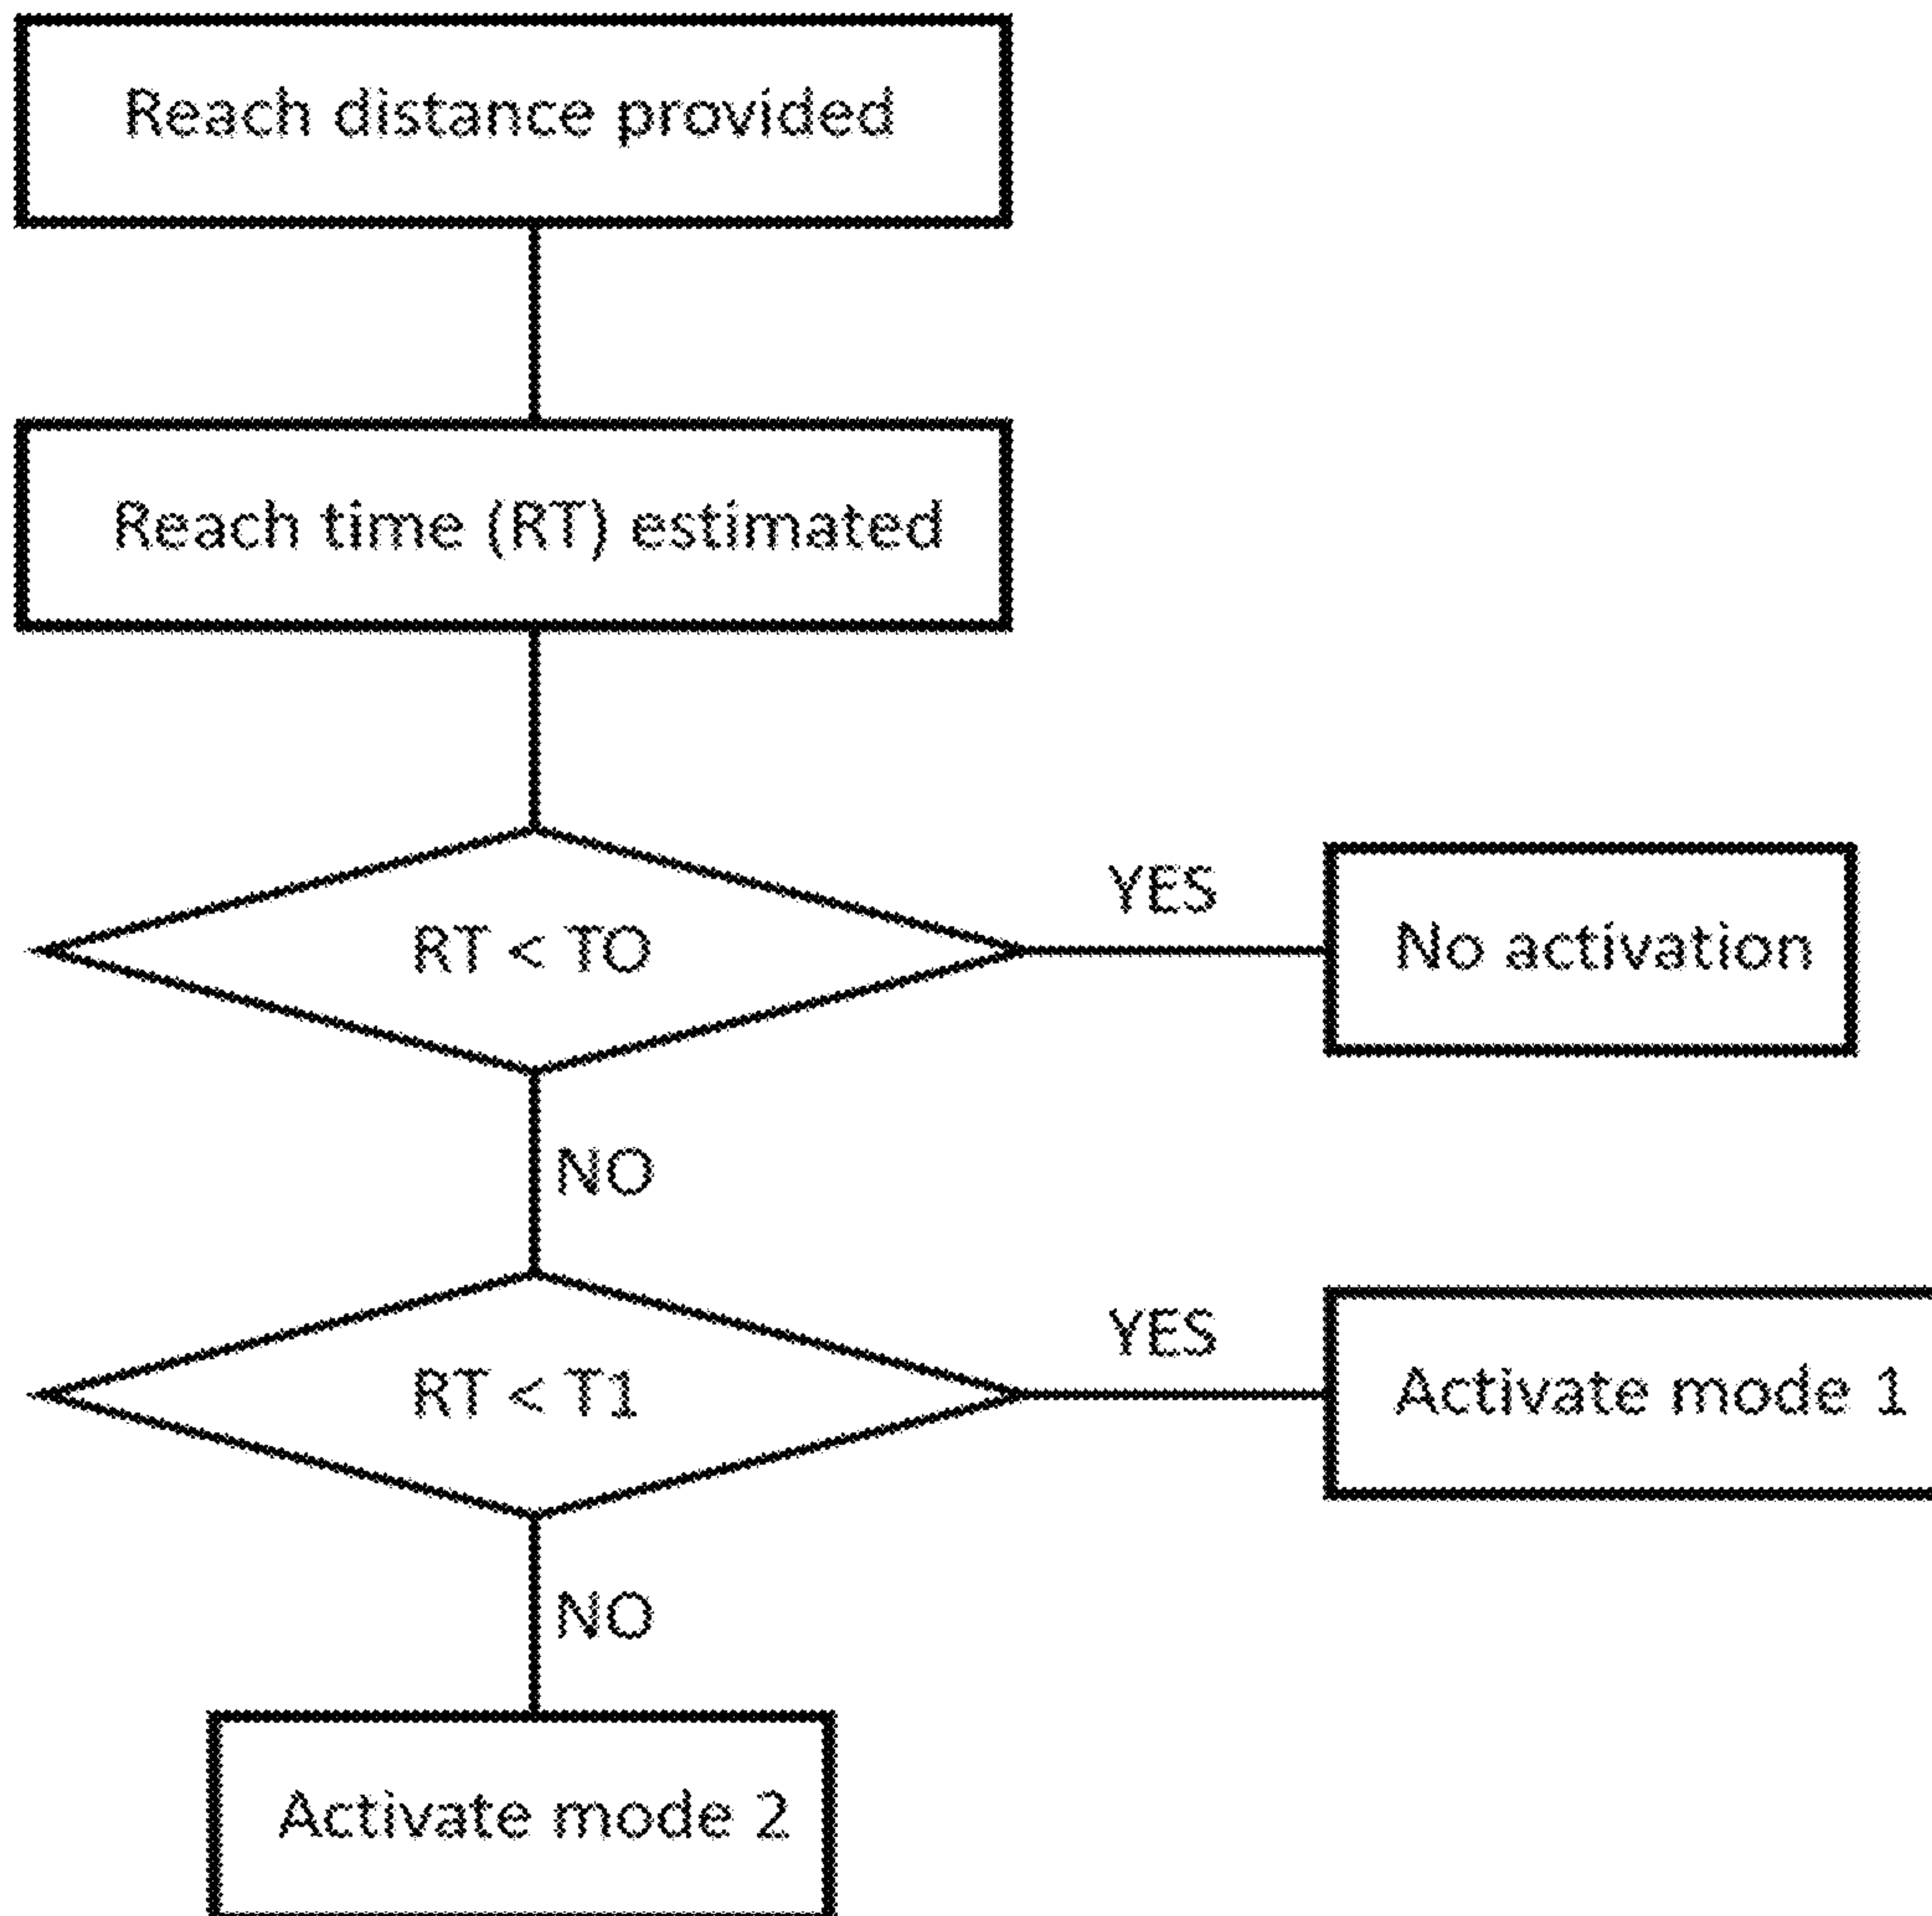 Reach distance provided
Reach time (RT) estimated
RT < TO
YES
No activation
NO
RT < T1
YES
Activate mode 1
NO
Activate mode 2